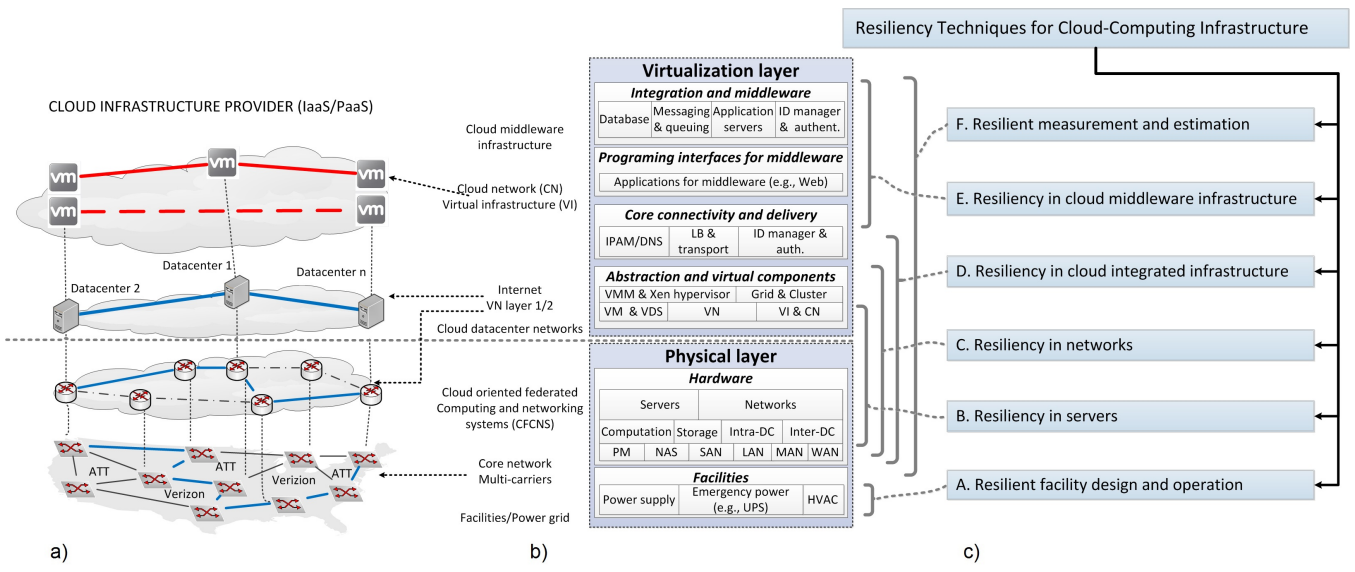 Resiliency Techniques for Cloud-Computing Infrastructure
CLOUD INFRASTRUCTURE PROVIDER (IaaS/PaaS)
vm
vm
vm
vm
vm
Datacenter 1
Datacenter 2
Datacenter n
ATT
ATT
ATT
Verizon
Verizion
Cloud middleware
infrastructure
Cloud network (CN)
Virtual infrastructure (VI)
Internet
VN layer 1/2
Cloud datacenter networks
Cloud oriented federated
Computing and networking
systems (CFCNS)
Core network
Multi-carriers
Facilities/Power grid
a)
Virtualization layer
Integration and middleware
Database
Messaging
& queuing
Application
servers
ID manager
& authent.
Programing interfaces for middleware
Applications for middleware (e.g., Web)
Core connectivity and delivery
IPAM/DNS
LB &
transport
ID manager &
auth.
Abstraction and virtual components
VMM & Xen hypervisor
Grid & Cluster
VM & VDS
VN
VI & CN
Physical layer
Hardware
Servers
Networks
Computation
Storage
Intra-DC
Inter-DC
PM
NAS
SAN
LAN
MAN
WAN
Facilities
Power supply
Emergency power
(e.g., UPS)
HVAC
b)
F. Resilient measurement and estimation
E. Resiliency in cloud middleware infrastructure
D. Resiliency in cloud integrated infrastructure
C. Resiliency in networks
B. Resiliency in servers
A. Resilient facility design and operation
c)